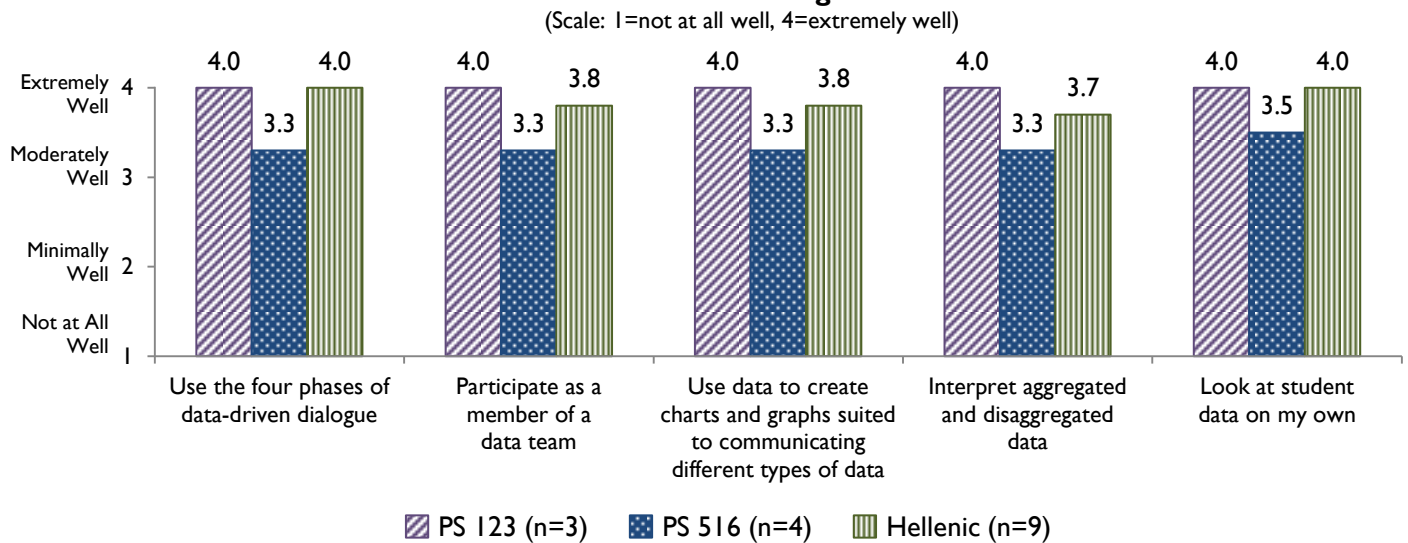 (Scale: 1=not at all well, 4=extremely well)
4.0 4.0 4.0 4.0 4.0 4.0
3.8 3.8 3.7
3.3 3.3 3.3 3.3 3.5
Extremely
Well 4
Moderately
Well 3
Minimally
Well 2
Not at All
Well 1
Use the four phases of
data-driven dialogue
Participate as a
member of a
data team
Use data to create
charts and graphs suited
to communicating
different types of data
Interpret aggregated
and disaggregated
data
Look at student
data on my own
PS 123 (n=3) PS 516 (n=4) Hellenic (n=9)